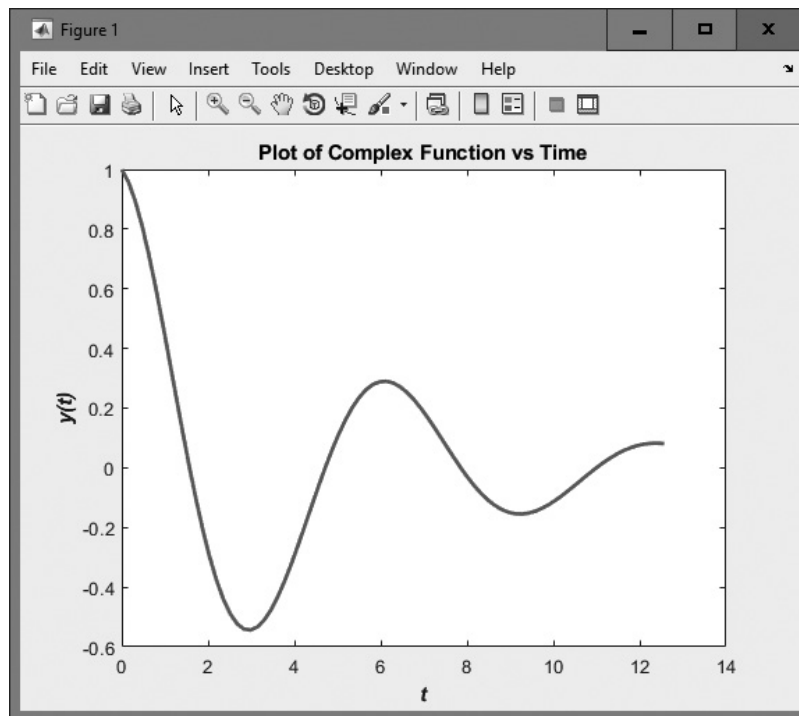 Figure 1
File Edit View Insert Tools Desktop Window Help
Plot of Complex Function vs Time
1
0.8
0.6
0.4
0.2
0
-0.2
-0.4
-0.6
y(t)
0 2 4 6 8 10 12 14
t